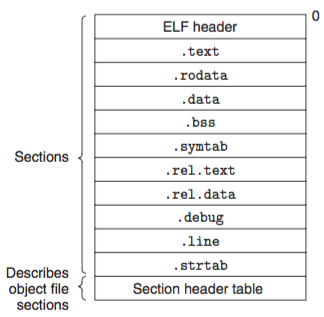 ELF header
0
.text
.rodata
.data
.bss
.symtab
Sections
.rel.text
.rel.data
.debug
.line
.strtab
Describes
object file
sections
Section header table